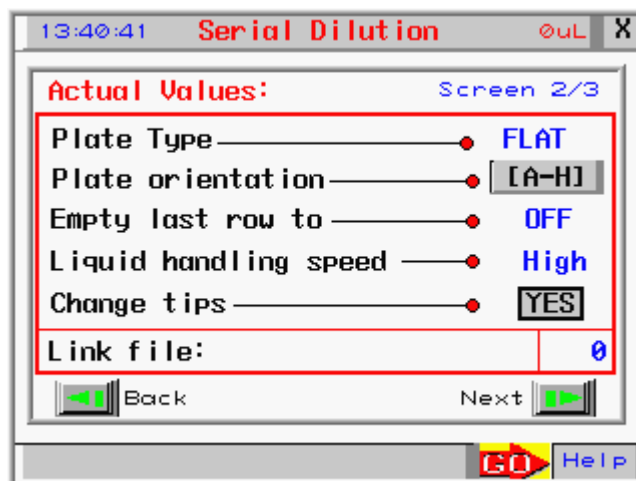 13:40:41 Serial Dilution 0uL X
Actual Values: Screen 2/3
Plate Type FLAT
Plate orientation [A-H]
Empty last row to OFF
Liquid handling speed High
Change tips YES
Link file: 0
Back Next
GO Help